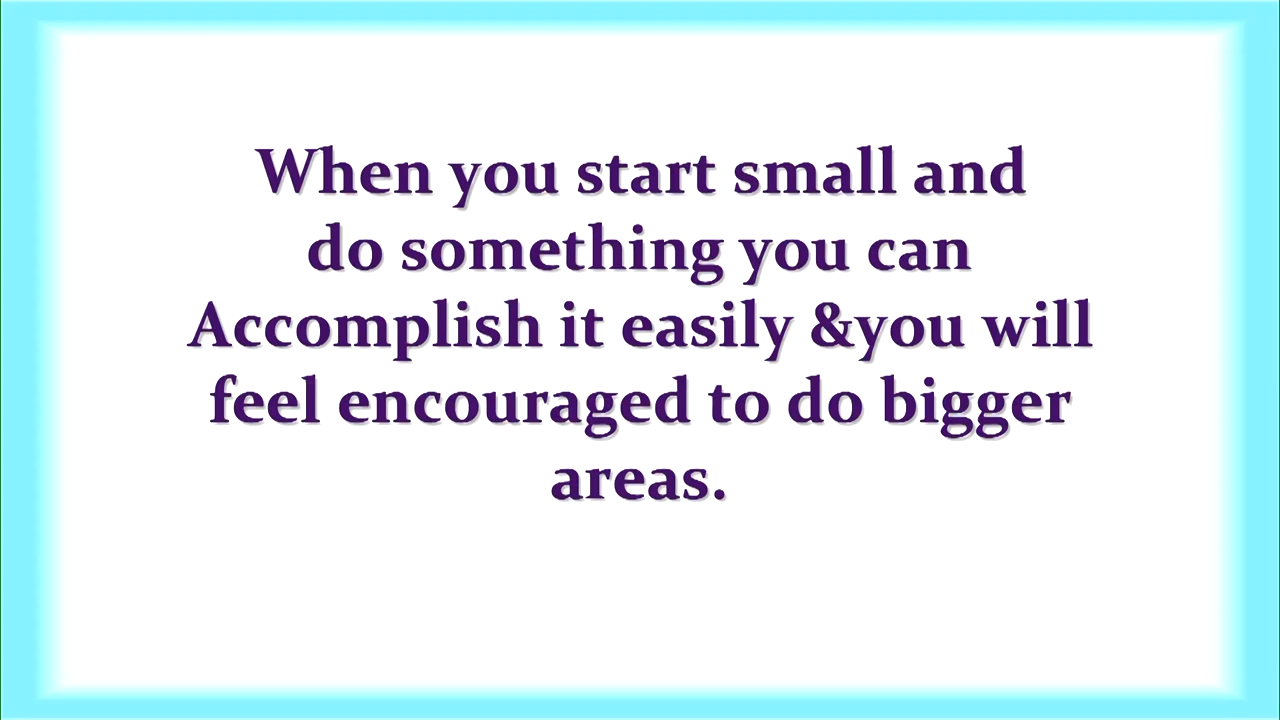 When you start small and
do something you can
Accomplish it easily &you will
feel encouraged to do bigger
areas.